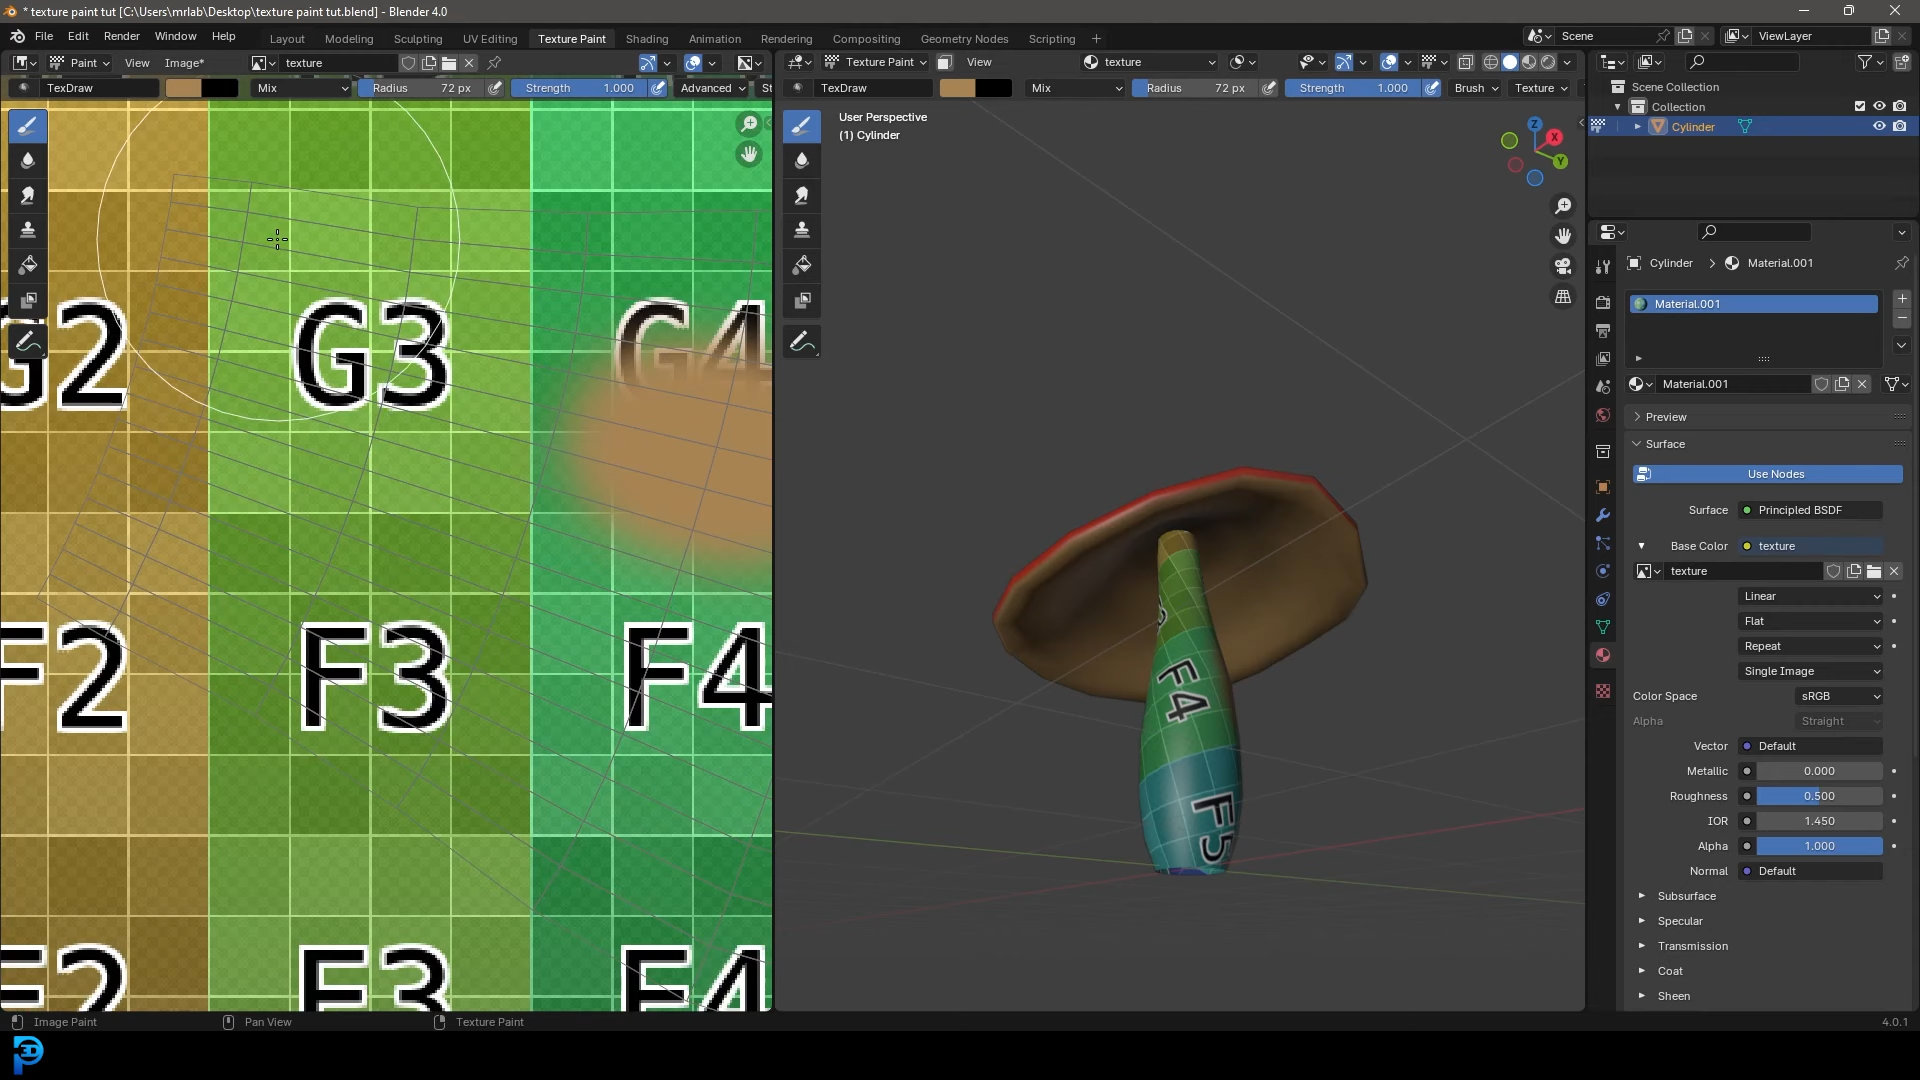 * texture paint tut [C:\Users\mrlab\Desktop\texture paint tut.blend] - Blender 4.0
File Edit Render Window Help
Layout Modeling Sculpting UV Editing Texture Paint Shading Animation Rendering Compositing Geometry Nodes Scripting +
Scene
ViewLayer
Paint View Image* texture
Texture Paint View texture
TexDraw Mix Radius 72 px Strength 1.000 Advanced St
TexDraw Mix Radius 72 px Strength 1.000 Brush Texture
Scene Collection
Collection
Cylinder
User Perspective
(1) Cylinder
Z
X
Y
Cylinder > Material.001
Material.001
Material.001
Preview
Surface
Use Nodes
Surface Principled BSDF
Base Color texture
texture
Linear
Flat
Repeat
Single Image
Color Space sRGB
Alpha Straight
Vector Default
Metallic 0.000
Roughness 0.500
IOR 1.450
Alpha 1.000
Normal Default
Subsurface
Specular
Transmission
Coat
Sheen
G2 G3 G4
F2 F3 F4
F4
F5
Image Paint Pan View Texture Paint
4.0.1